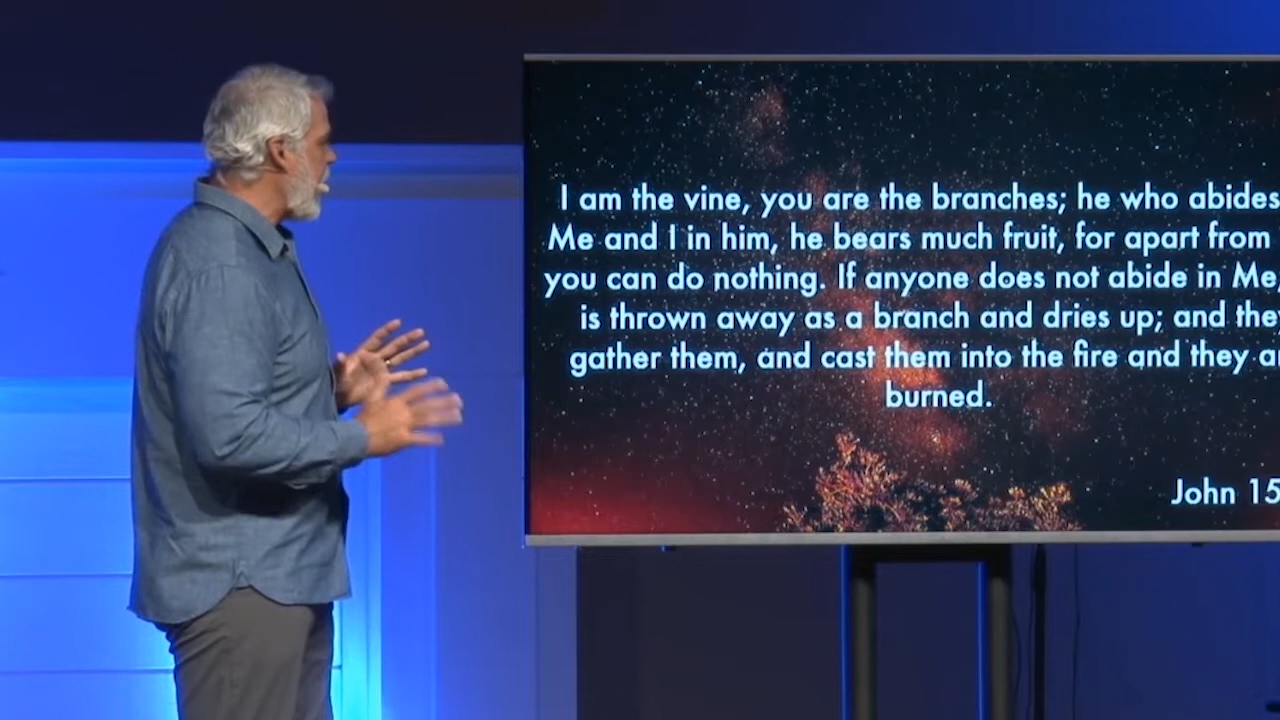 I am the vine, you are the branches; he who abides
Me and I in him, he bears much fruit, for apart from
you can do nothing. If anyone does not abide in Me,
is thrown away as a branch and dries up; and they
gather them, and cast them into the fire and they
burned.
John 15